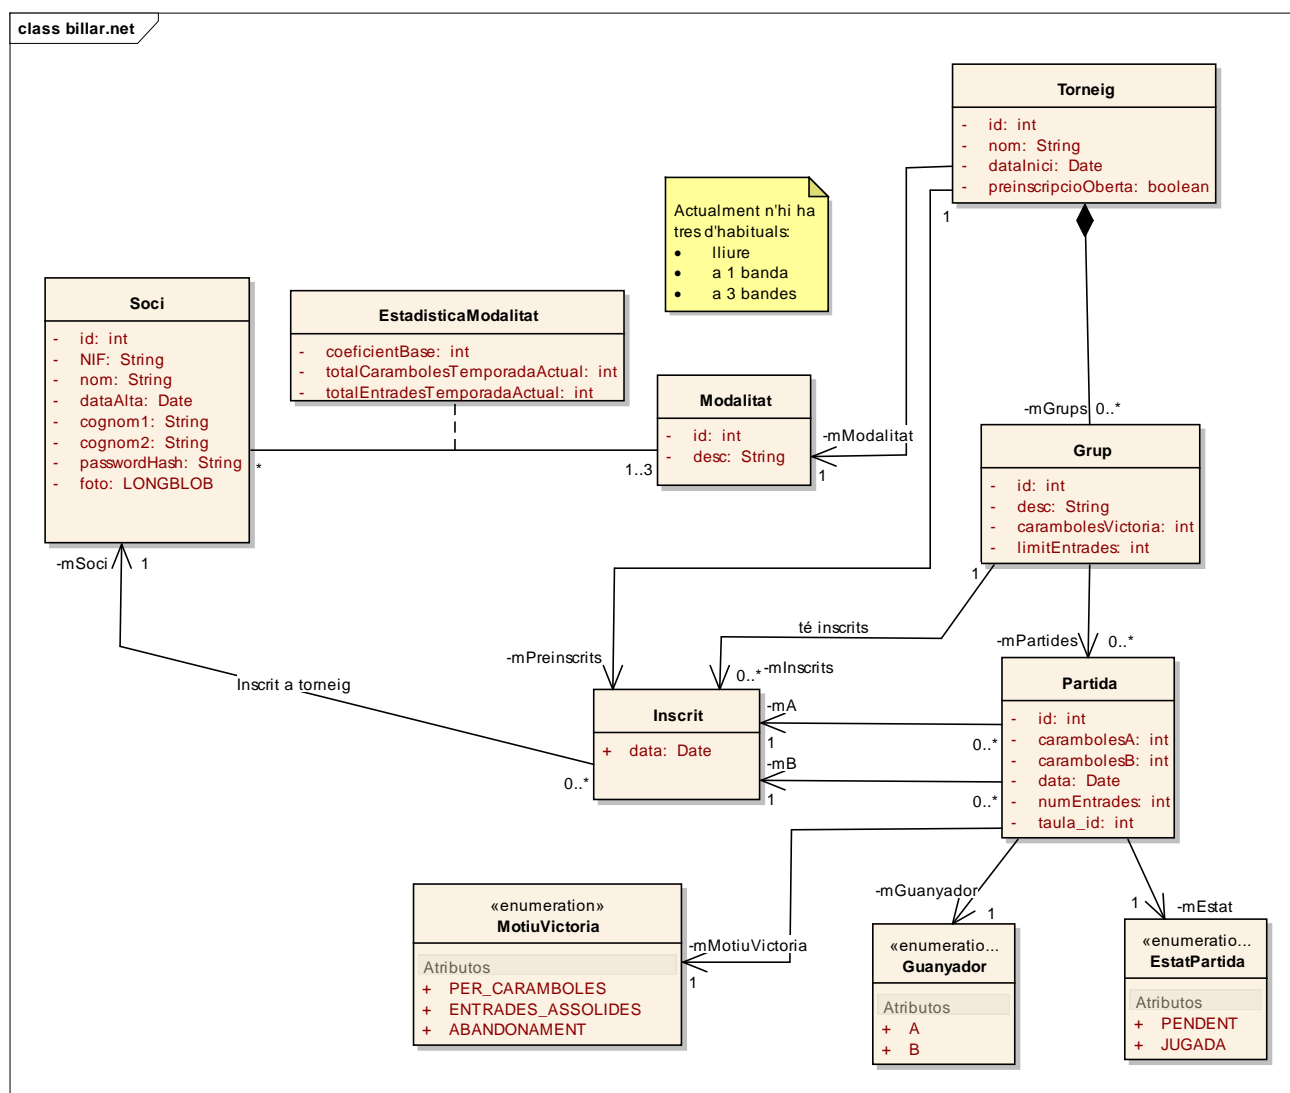 class billar.net
Torneig
- id: int
- nom: String
- dataInici: Date
- preinscripcioOberta: boolean
1
Actualment n'hi ha
tres d'habituals:
• lliure
• a 1 banda
• a 3 bandes
Soci
- id: int
- NIF: String
- nom: String
- dataAlta: Date
- cognom1: String
- cognom2: String
- passwordHash: String
- foto: LONGBLOB
EstadisticaModalitat
- coeficientBase: int
- totalCarambolesTemporadaActual: int
- totalEntradesTemporadaActual: int
Modalitat
- id: int
- desc: String
*
1..3
-mModalitat
1
-mGrups 0..*
Grup
- id: int
- desc: String
- carambolesVictoria: int
- limitEntrades: int
-mSoci 1
1
té inscrits
-mPreinscrits
0..* -mInscrits
-mPartides 0..*
Inscrit a torneig
0..*
Inscrit
+ data: Date
-mA
1
0..*
-mB
1
0..*
Partida
- id: int
- carambolesA: int
- carambolesB: int
- data: Date
- numEntrades: int
- taula_id: int
-mMotiuVictoria
1
-mGuanyador
1
1 -mEstat
«enumeration»
MotiuVictoria
Atributos
+ PER_CARAMBOLES
+ ENTRADES_ASSOLIDES
+ ABANDONAMENT
«enumeratio...
Guanyador
Atributos
+ A
+ B
«enumeratio...
EstatPartida
Atributos
+ PENDENT
+ JUGADA